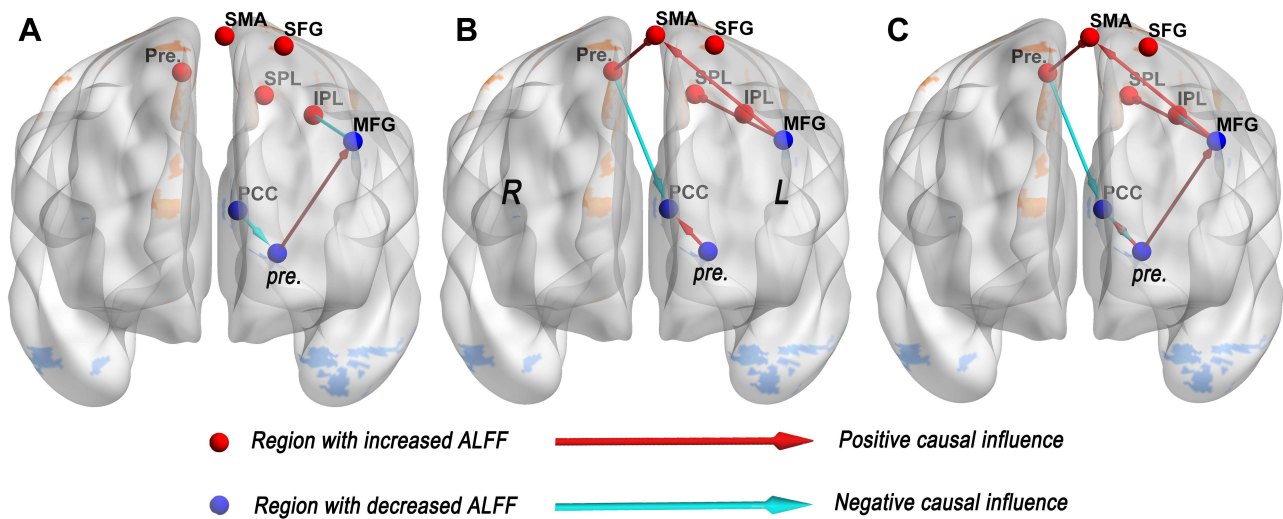 A
SMA
SFG
Pre.
SPL
IPL
MFG
PCC
pre.
B
SMA
SFG
Pre.
SPL
IPL
MFG
R
PCC
L
pre.
C
SMA
SFG
Pre.
SPL
IPL
MFG
PCC
pre.
Region with increased ALFF
Positive causal influence
Region with decreased ALFF
Negative causal influence